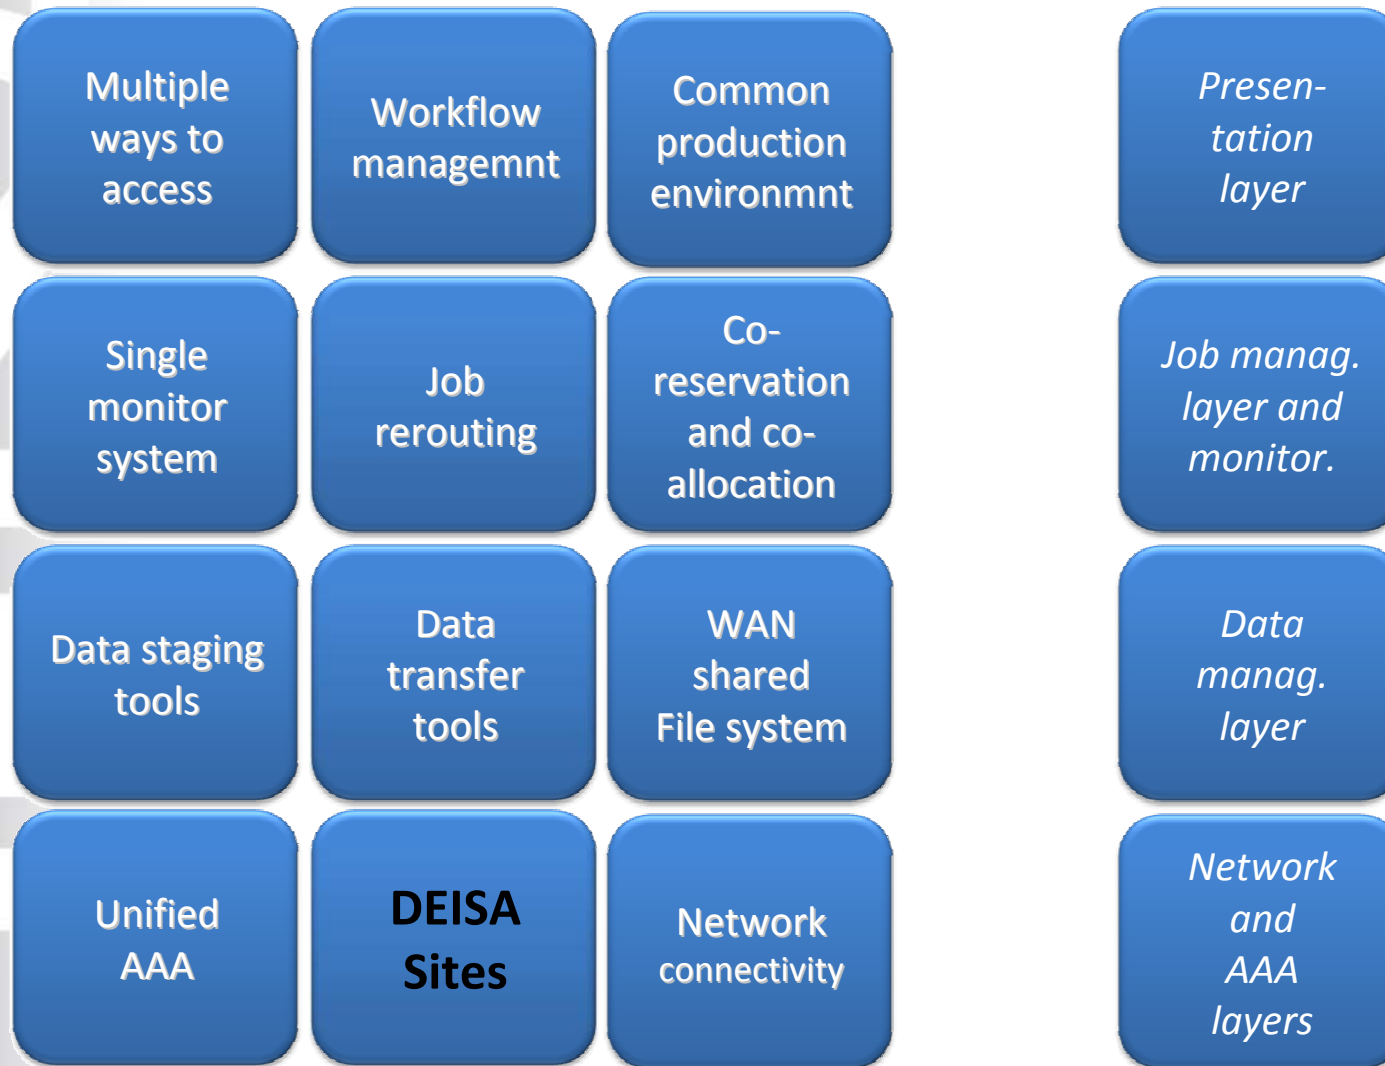 Multiple
ways to
access
Workflow
managemnt
Common
production
environmnt
Presen-
tation
layer
Single
monitor
system
Job
rerouting
Co-
reservation
and co-
allocation
Job manag.
layer and
monitor.
Data staging
tools
Data
transfer
tools
WAN
shared
File system
Data
manag.
layer
Unified
AAA
DEISA
Sites
Network
connectivity
Network
and
AAA
layers